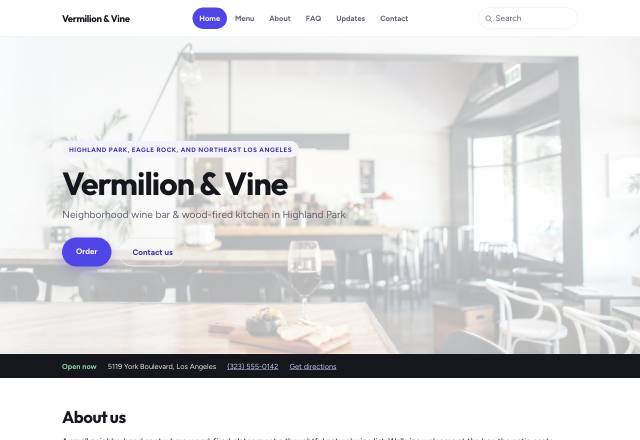 Vermilion & Vine
Home Menu About FAQ Updates Contact
Search
HIGHLAND PARK, EAGLE ROCK, AND NORTHEAST LOS ANGELES
Vermilion & Vine
Neighborhood wine bar & wood-fired kitchen in Highland Park
Order Contact us
Open now 5119 York Boulevard, Los Angeles (323) 555-0142 Get directions
About us